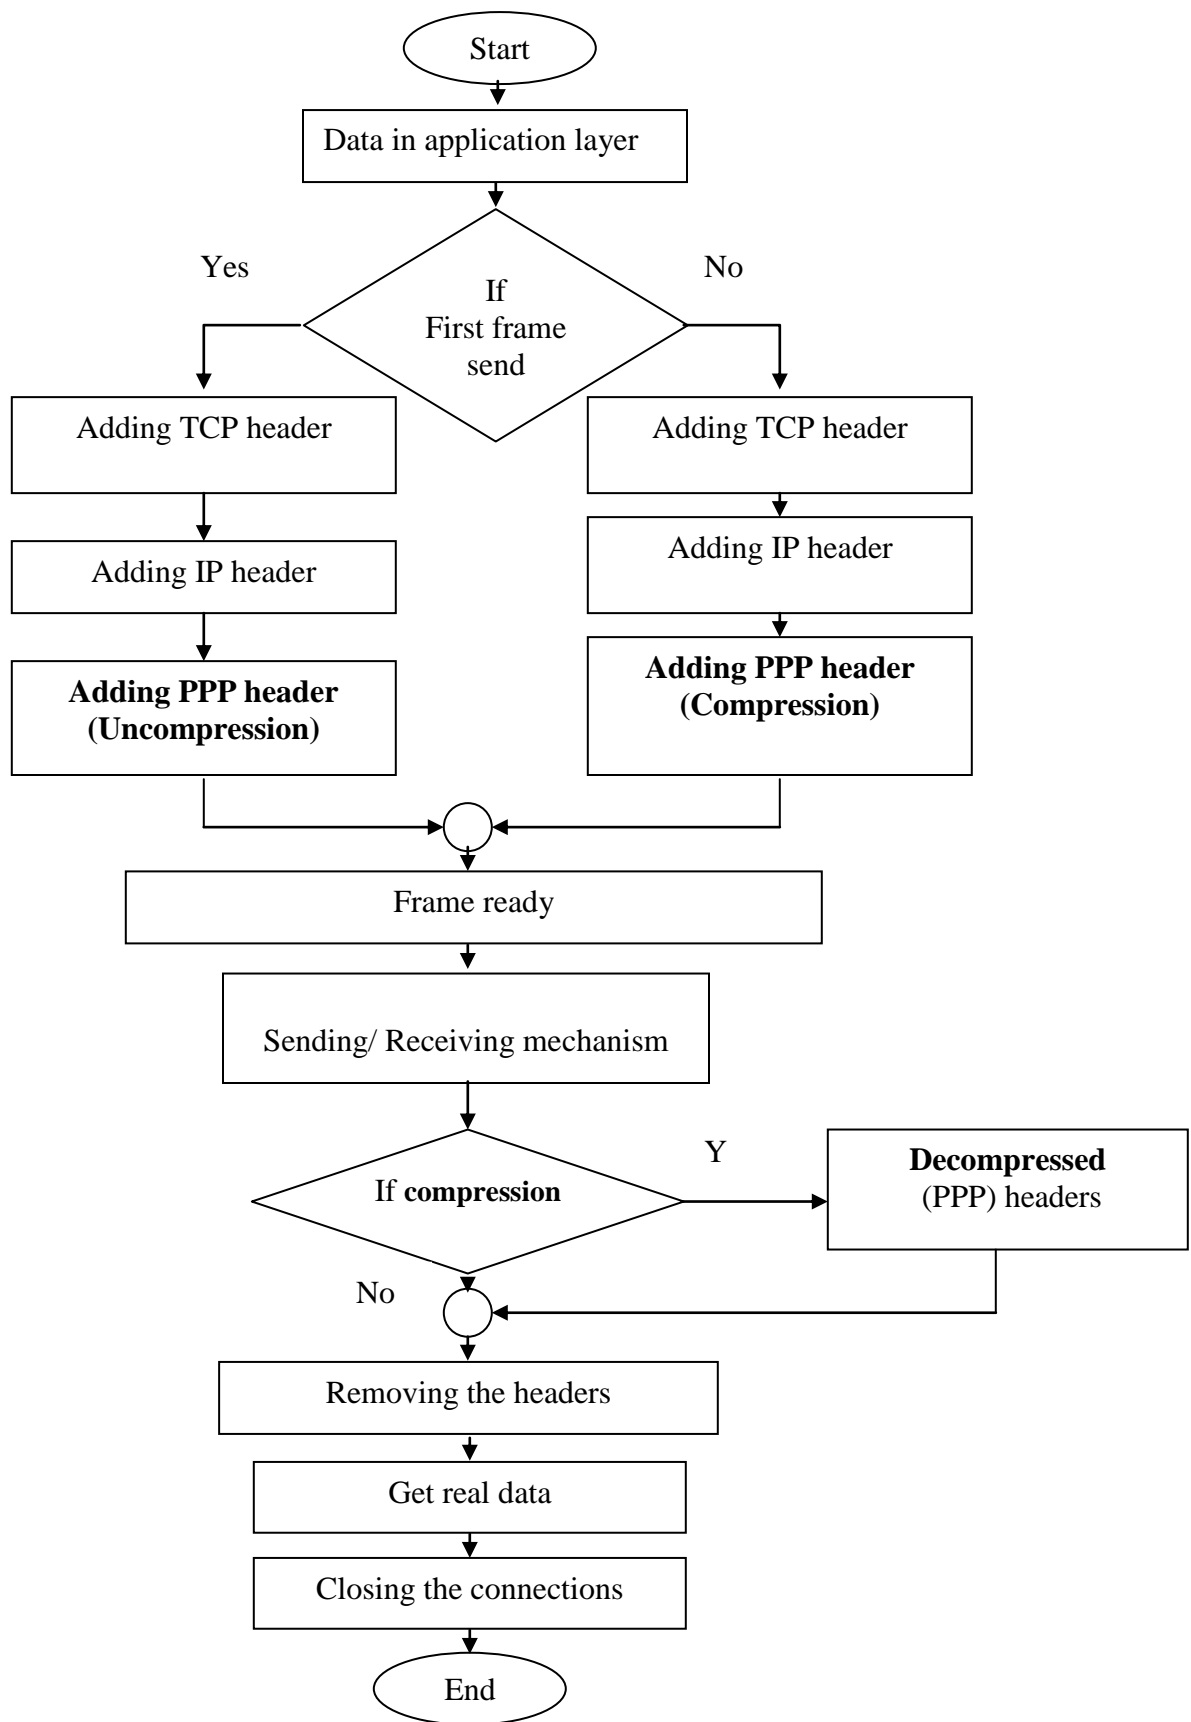 Start
Data in application layer
Yes
No
If
First frame
send
Adding TCP header
Adding TCP header
Adding IP header
Adding IP header
Adding PPP header
(Uncompression)
Adding PPP header
(Compression)
Frame ready
Sending/ Receiving mechanism
If compression
Y
Decompressed
(PPP) headers
No
Removing the headers
Get real data
Closing the connections
End